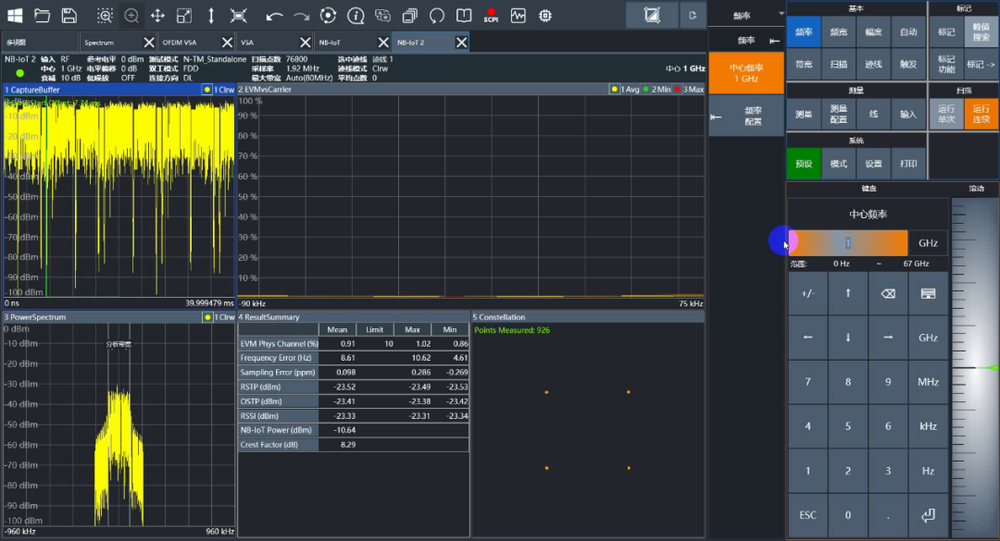 SCPI
多视图
Spectrum
OFDM VSA
VSA
NB-IoT
NB-IoT 2
NB-IoT 2 输入 RF 参考电平 0 dBm 测试模式 N-TM_Standalone 扫描点数 76800 选中迹线 迹线 1
中心 1 GHz 电平偏移 0 dB 双工模式 FDD 采样率 1.92 MHz 迹线模式 Clrw 中心 1 GHz
衰减 10 dB 低噪放 OFF 连接方向 DL 最大带宽 Auto(80MHz) 平均点数 0
1 CaptureBuffer 1 Clrw
-10 dBm
-20 dBm
-30 dBm
-40 dBm
-50 dBm
-60 dBm
-70 dBm
-80 dBm
-90 dBm
-100 dBm
0 ns 39.999479 ms
2 EVMvsCarrier 1 Avg 2 Min 3 Max
100 %
90 %
80 %
70 %
60 %
50 %
40 %
30 %
20 %
10 %
-90 kHz 75 kHz
3 PowerSpectrum 1 Clrw
0 dBm
-10 dBm
-20 dBm
-30 dBm
-40 dBm
-50 dBm
-60 dBm
-70 dBm
-80 dBm
-90 dBm
-100 dBm
分析带宽
-960 kHz 960 kHz
4 ResultSummary
Mean Limit Max Min
EVM Phys Channel (%) 0.91 10 1.02 0.86
Frequency Error (Hz) 8.61 10.62 4.61
Sampling Error (ppm) 0.098 0.286 -0.269
RSTP (dBm) -23.52 -23.49 -23.53
OSTP (dBm) -23.41 -23.38 -23.42
RSSI (dBm) -23.33 -23.31 -23.34
NB-IoT Power (dBm) -10.64
Crest Factor (dB) 8.29
5 Constellation
Points Measured: 926
频率
频率
中心频率
1 GHz
频率
配置
基本
频率 频宽 幅度 自动
带宽 扫描 迹线 触发
标记
标记 峰值搜索
标记功能 标记 ->
测量
测量 测量配置 线 输入
扫描
运行单次 运行连续
系统
预设 模式 设置 打印
键盘
滚动
中心频率
1 GHz
范围: 0 Hz ~ 67 GHz
+/- ↑ ⌫
← ↓ → GHz
7 8 9 MHz
4 5 6 kHz
1 2 3 Hz
ESC 0 .